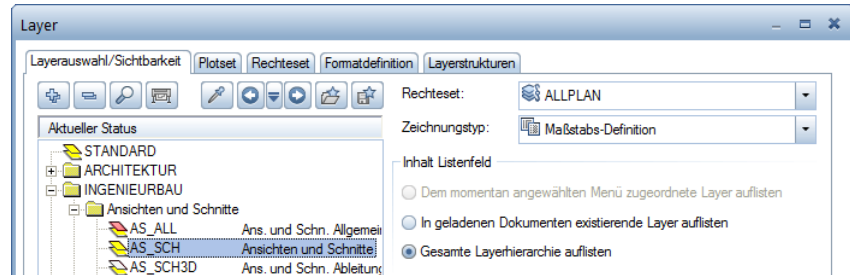 Layer
Layerauswahl/Sichtbarkeit Plotset Rechteset Formatdefinition Layerstrukturen
Rechteset: ALLPLAN
Aktueller Status
Zeichnungstyp: Maßstabs-Definition
STANDARD
ARCHITEKTUR
INGENIEURBAU
Ansichten und Schnitte
AS_ALL Ans. und Schn. Allgemei
AS_SCH Ansichten und Schnitte
AS_SCH3D Ans. und Schn. Ableitung
Inhalt Listenfeld
Dem momentan angewählten Menü zugeordnete Layer auflisten
In geladenen Dokumenten existierende Layer auflisten
Gesamte Layerhierarchie auflisten